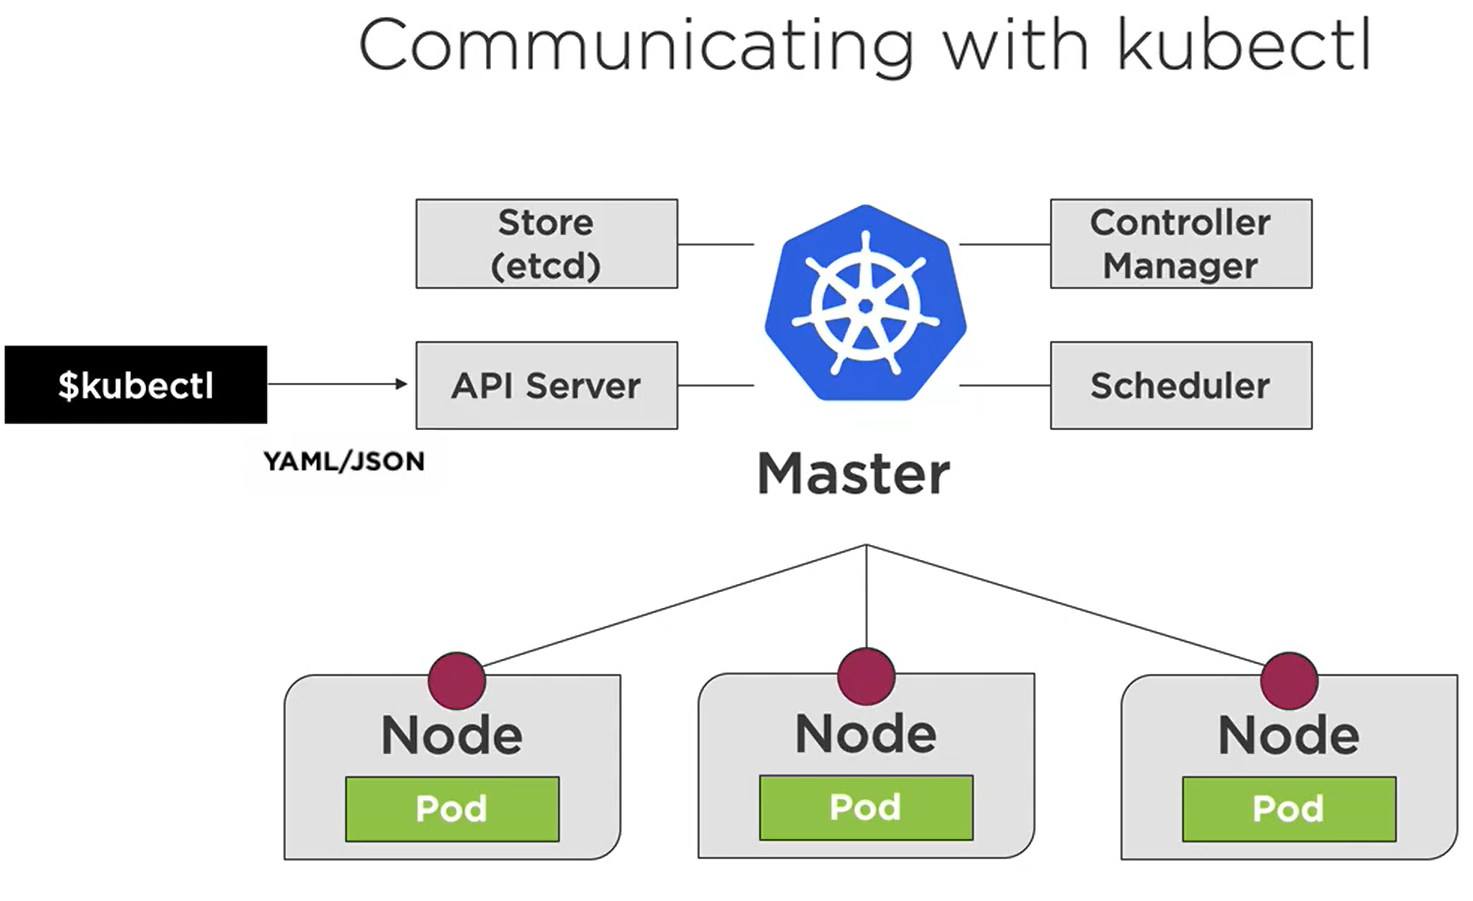 Communicating with kubectl
Store
(etcd)
Controller
Manager
$kubectl
API Server
Scheduler
YAML/JSON
Master
Node
Pod
Node
Pod
Node
Pod